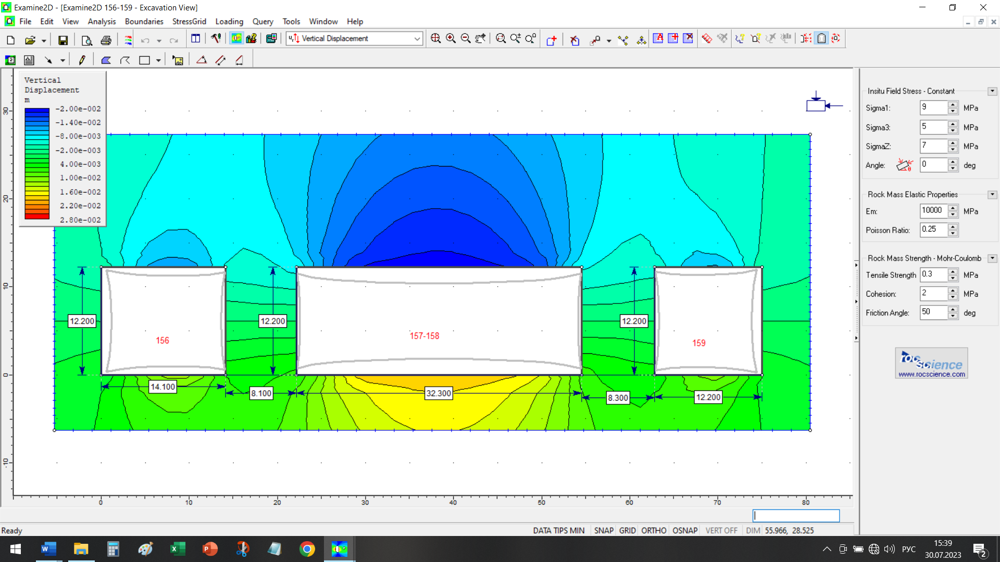 Examine2D - [Examine2D 156-159 - Excavation View]
File Edit View Analysis Boundaries StressGrid Loading Query Tools Window Help
Vertical Displacement
Vertical
Displacement
m
-2.00e-002
-1.40e-002
-8.00e-003
-2.00e-003
4.00e-003
1.00e-002
1.60e-002
2.20e-002
2.80e-002
30
20
10
0
-10
12.200
12.200
12.200
156
157-158
159
14.100
8.100
32.300
8.300
12.200
0 10 20 30 40 50 60 70 80
Insitu Field Stress - Constant
Sigma1: 9 MPa
Sigma3: 5 MPa
SigmaZ: 7 MPa
Angle: θ 0 deg
Rock Mass Elastic Properties
Em: 10000 MPa
Poisson Ratio: 0.25
Rock Mass Strength - Mohr-Coulomb
Tensile Strength 0.3 MPa
Cohesion: 2 MPa
Friction Angle: 50 deg
rocscience
www.rocscience.com
Ready
DATA TIPS MIN SNAP GRID ORTHO OSNAP VERT OFF DIM 55.966, 28.525
РУС
15:39
30.07.2023
2